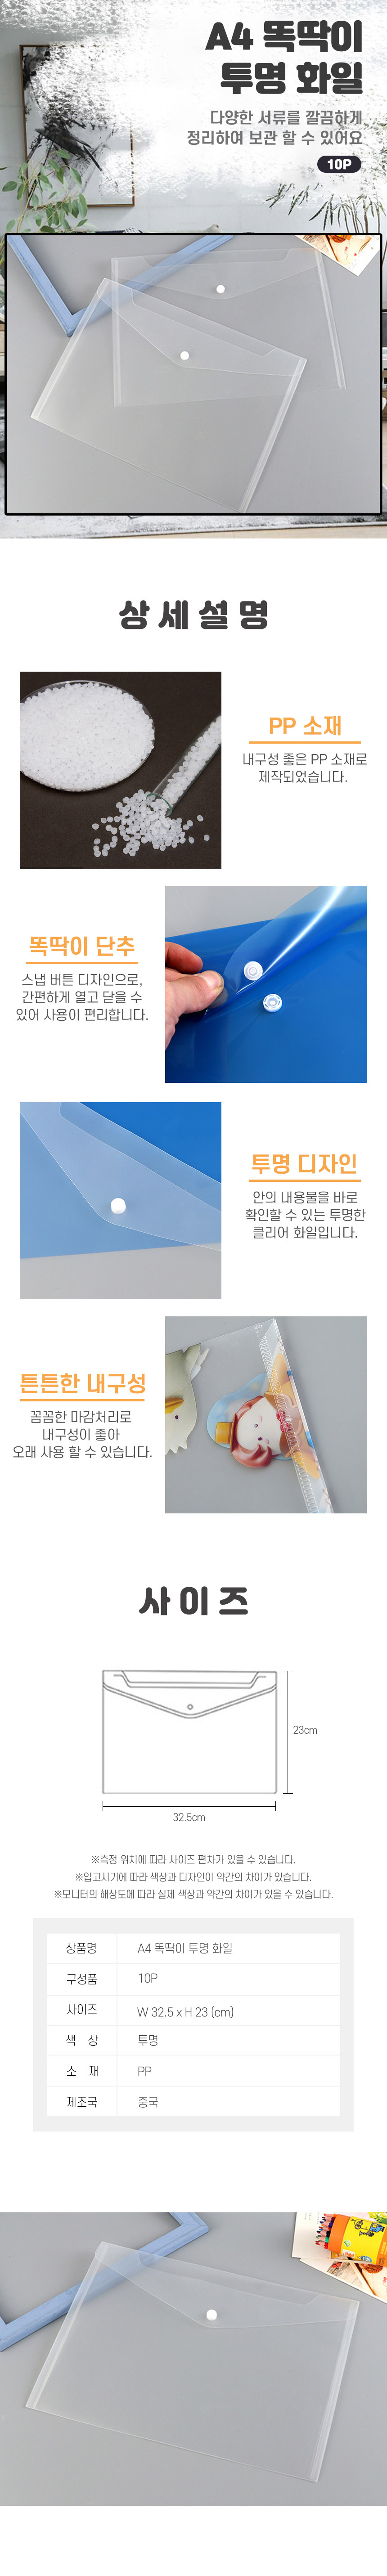 A4 똑딱이
투명 화일
다양한 서류를 깔끔하게
정리하여 보관 할 수 있어요
10P
상세설명
PP 소재
내구성 좋은 PP 소재로
제작되었습니다.
똑딱이 단추
스냅 버튼 디자인으로,
간편하게 열고 닫을 수
있어 사용이 편리합니다.
투명 디자인
안의 내용물을 바로
확인할 수 있는 투명한
클리어 화일입니다.
튼튼한 내구성
꼼꼼한 마감처리로
내구성이 좋아
오래 사용 할 수 있습니다.
사이즈
23cm
32.5cm
※측정 위치에 따라 사이즈 편차가 있을 수 있습니다.
※입고시기에 따라 색상과 디자인이 약간의 차이가 있습니다.
※모니터의 해상도에 따라 실제 색상과 약간의 차이가 있을 수 있습니다.
상품명 A4 똑딱이 투명 화일
구성품 10P
사이즈 W 32.5 x H 23 (cm)
색 상 투명
소 재 PP
제조국 중국